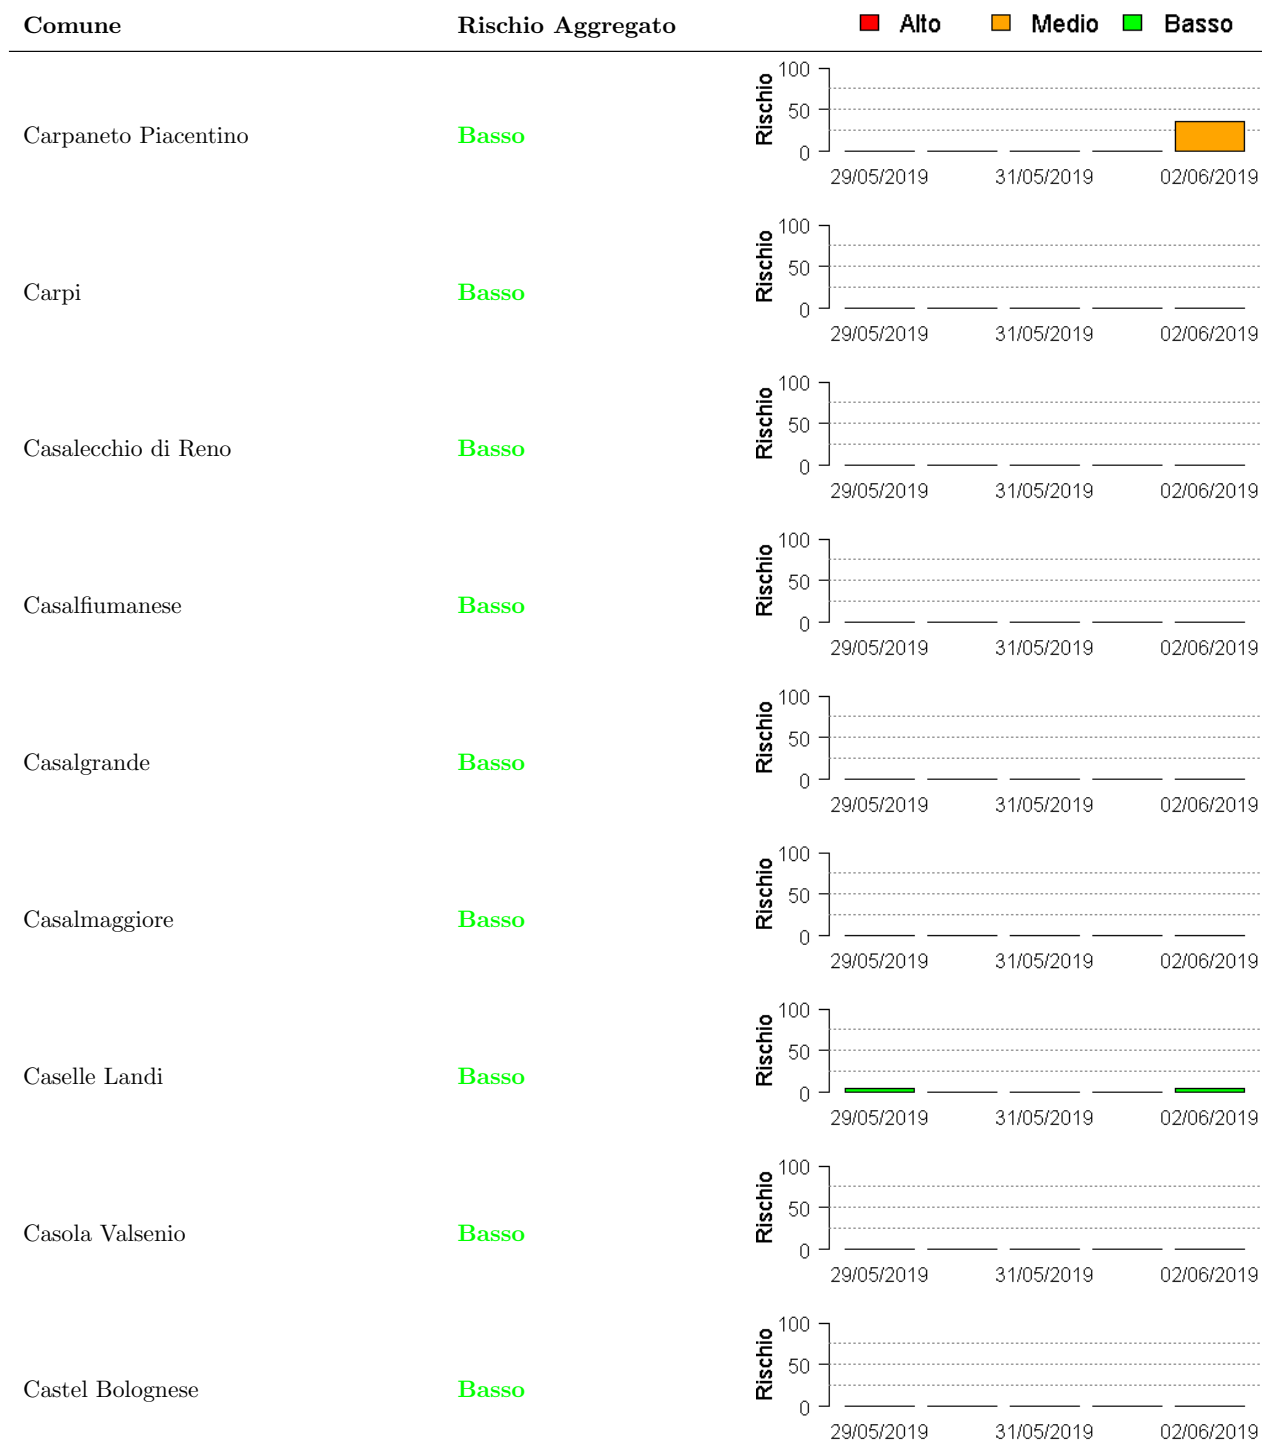 Comune Rischio Aggregato Alto Medio Basso
100
50
0
Rischio
Carpaneto Piacentino Basso
29/05/2019 31/05/2019 02/06/2019
100
50
0
Rischio
Carpi Basso
29/05/2019 31/05/2019 02/06/2019
100
50
0
Rischio
Casalecchio di Reno Basso
29/05/2019 31/05/2019 02/06/2019
100
50
0
Rischio
Casalfiumanese Basso
29/05/2019 31/05/2019 02/06/2019
100
50
0
Rischio
Casalgrande Basso
29/05/2019 31/05/2019 02/06/2019
100
50
0
Rischio
Casalmaggiore Basso
29/05/2019 31/05/2019 02/06/2019
100
50
0
Rischio
Caselle Landi Basso
29/05/2019 31/05/2019 02/06/2019
100
50
0
Rischio
Casola Valsenio Basso
29/05/2019 31/05/2019 02/06/2019
100
50
0
Rischio
Castel Bolognese Basso
29/05/2019 31/05/2019 02/06/2019